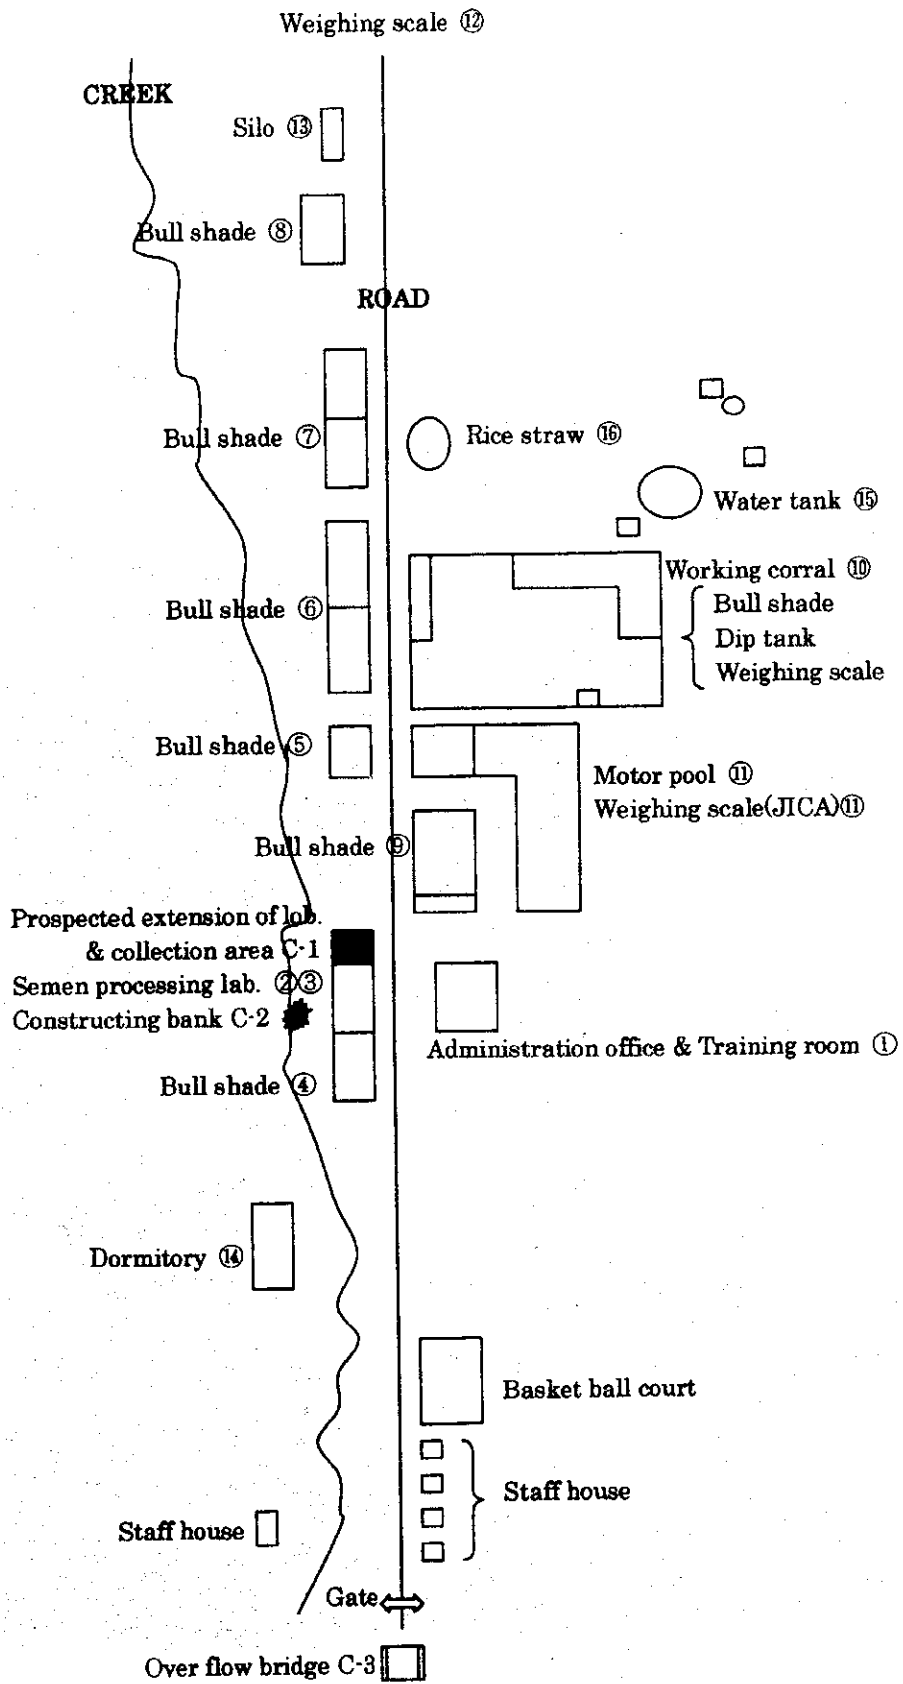 Weighing scale ⑫
CREEK
Silo ⑬
Bull shade ⑧
ROAD
Bull shade ⑦
Rice straw ⑯
Water tank ⑮
Working corral ⑩
Bull shade
Dip tank
Weighing scale
Bull shade ⑥
Bull shade ⑤
Motor pool ⑪
Weighing scale(JICA)⑪
Bull shade ⑨
Prospected extension of lob.
& collection area C-1
Semen processing lab. ②③
Constructing bank C-2
Administration office & Training room ①
Bull shade ④
Dormitory ⑭
Basket ball court
Staff house
Staff house
Gate
Over flow bridge C-3